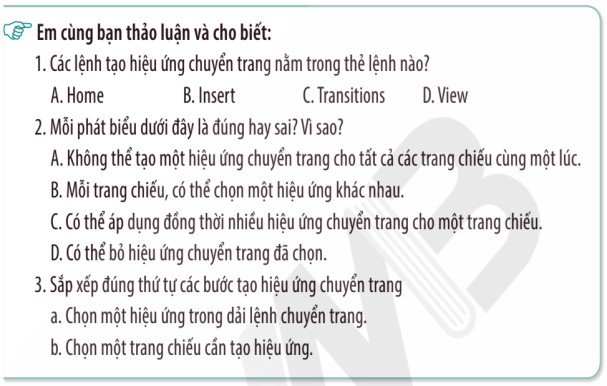 Em cùng bạn thảo luận và cho biết:
1. Các lệnh tạo hiệu ứng chuyển trang nằm trong thẻ lệnh nào?
A. Home B. Insert C. Transitions D. View
2. Mỗi phát biểu dưới đây là đúng hay sai? Vì sao?
A. Không thể tạo một hiệu ứng chuyển trang cho tất cả các trang chiếu cùng một lúc.
B. Mỗi trang chiếu, có thể chọn một hiệu ứng khác nhau.
C. Có thể áp dụng đồng thời nhiều hiệu ứng chuyển trang cho một trang chiếu.
D. Có thể bỏ hiệu ứng chuyển trang đã chọn.
3. Sắp xếp đúng thứ tự các bước tạo hiệu ứng chuyển trang
a. Chọn một hiệu ứng trong dải lệnh chuyển trang.
b. Chọn một trang chiếu cần tạo hiệu ứng.